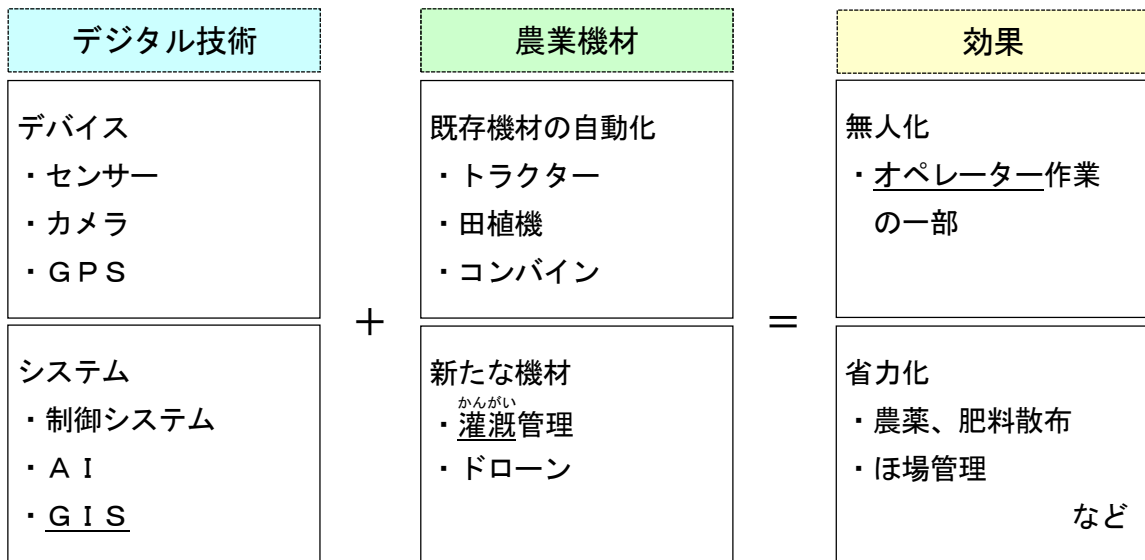 デジタル技術
デバイス
・センサー
・カメラ
・ＧＰＳ
システム
・制御システム
・ＡＩ
・ＧＩＳ
＋
農業機材
既存機材の自動化
・トラクター
・田植機
・コンバイン
新たな機材
かんがい
・灌漑管理
・ドローン
＝
効果
無人化
・オペレーター作業
の一部
省力化
・農薬、肥料散布
・ほ場管理
など